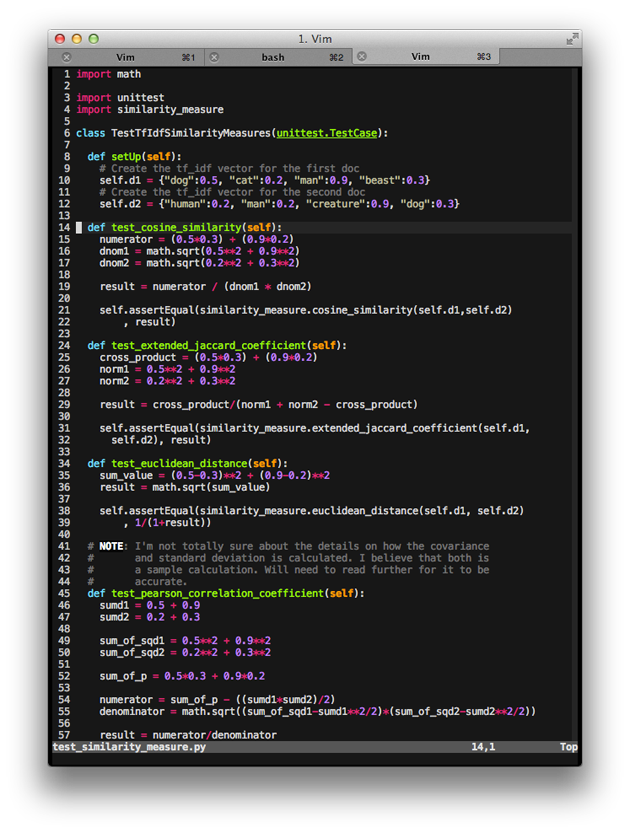 1. Vim
Vim ⌘1 bash ⌘2 Vim ⌘3
1 import math
2
3 import unittest
4 import similarity_measure
5
6 class TestTfIdfSimilarityMeasures(unittest.TestCase):
7
8 def setUp(self):
9 # Create the tf_idf vector for the first doc
10 self.d1 = {"dog":0.5, "cat":0.2, "man":0.9, "beast":0.3}
11 # Create the tf_idf vector for the second doc
12 self.d2 = {"human":0.2, "man":0.2, "creature":0.9, "dog":0.3}
13
14 def test_cosine_similarity(self):
15 numerator = (0.5*0.3) + (0.9*0.2)
16 dnom1 = math.sqrt(0.5**2 + 0.9**2)
17 dnom2 = math.sqrt(0.2**2 + 0.3**2)
18
19 result = numerator / (dnom1 * dnom2)
20
21 self.assertEqual(similarity_measure.cosine_similarity(self.d1,self.d2)
22 , result)
23
24 def test_extended_jaccard_coefficient(self):
25 cross_product = (0.5*0.3) + (0.9*0.2)
26 norm1 = 0.5**2 + 0.9**2
27 norm2 = 0.2**2 + 0.3**2
28
29 result = cross_product/(norm1 + norm2 - cross_product)
30
31 self.assertEqual(similarity_measure.extended_jaccard_coefficient(self.d1,
32 self.d2), result)
33
34 def test_euclidean_distance(self):
35 sum_value = (0.5-0.3)**2 + (0.9-0.2)**2
36 result = math.sqrt(sum_value)
37
38 self.assertEqual(similarity_measure.euclidean_distance(self.d1, self.d2)
39 , 1/(1+result))
40
41 # NOTE: I'm not totally sure about the details on how the covariance
42 # and standard deviation is calculated. I believe that both is
43 # a sample calculation. Will need to read further for it to be
44 # accurate.
45 def test_pearson_correlation_coefficient(self):
46 sumd1 = 0.5 + 0.9
47 sumd2 = 0.2 + 0.3
48
49 sum_of_sqd1 = 0.5**2 + 0.9**2
50 sum_of_sqd2 = 0.2**2 + 0.3**2
51
52 sum_of_p = 0.5*0.3 + 0.9*0.2
53
54 numerator = sum_of_p - ((sumd1*sumd2)/2)
55 denominator = math.sqrt((sum_of_sqd1-sumd1**2/2)*(sum_of_sqd2-sumd2**2/2))
56
57 result = numerator/denominator
test_similarity_measure.py 14,1 Top